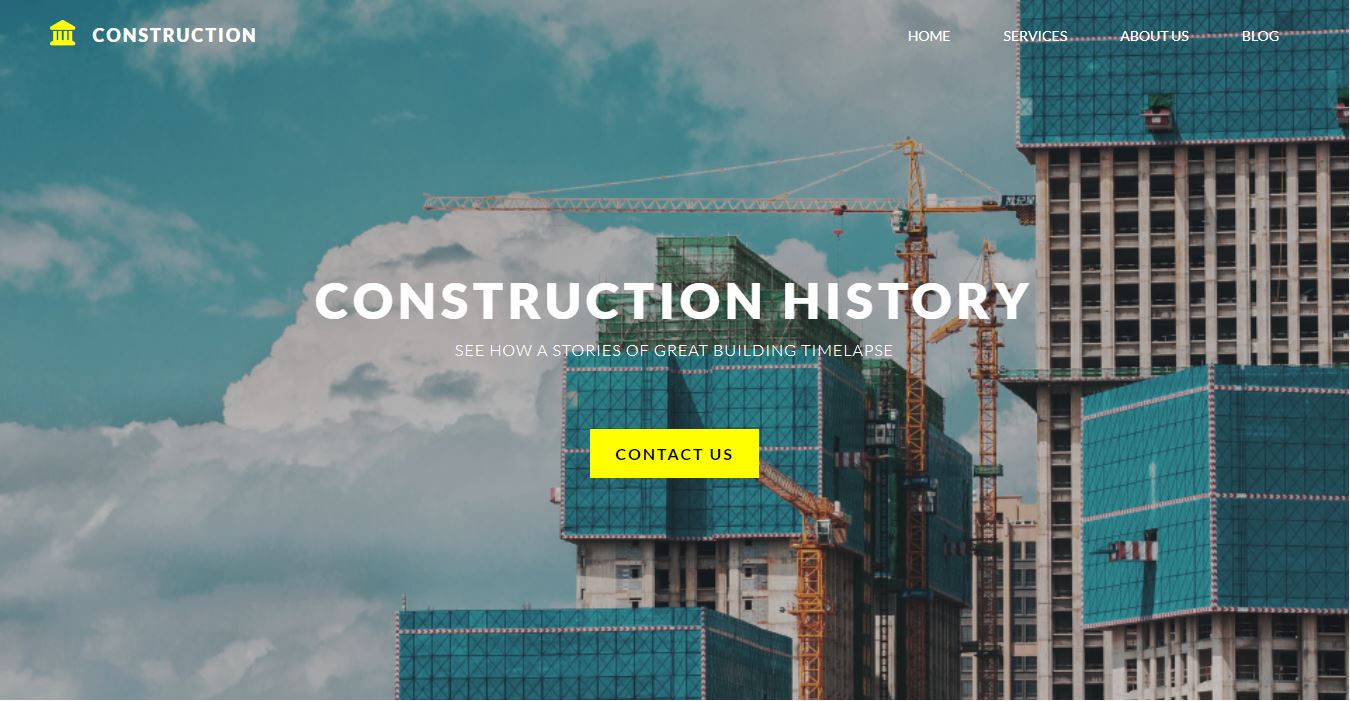 CONSTRUCTION
HOME SERVICES ABOUT US BLOG
CONSTRUCTION HISTORY
SEE HOW A STORIES OF GREAT BUILDING TIMELAPSE
CONTACT US